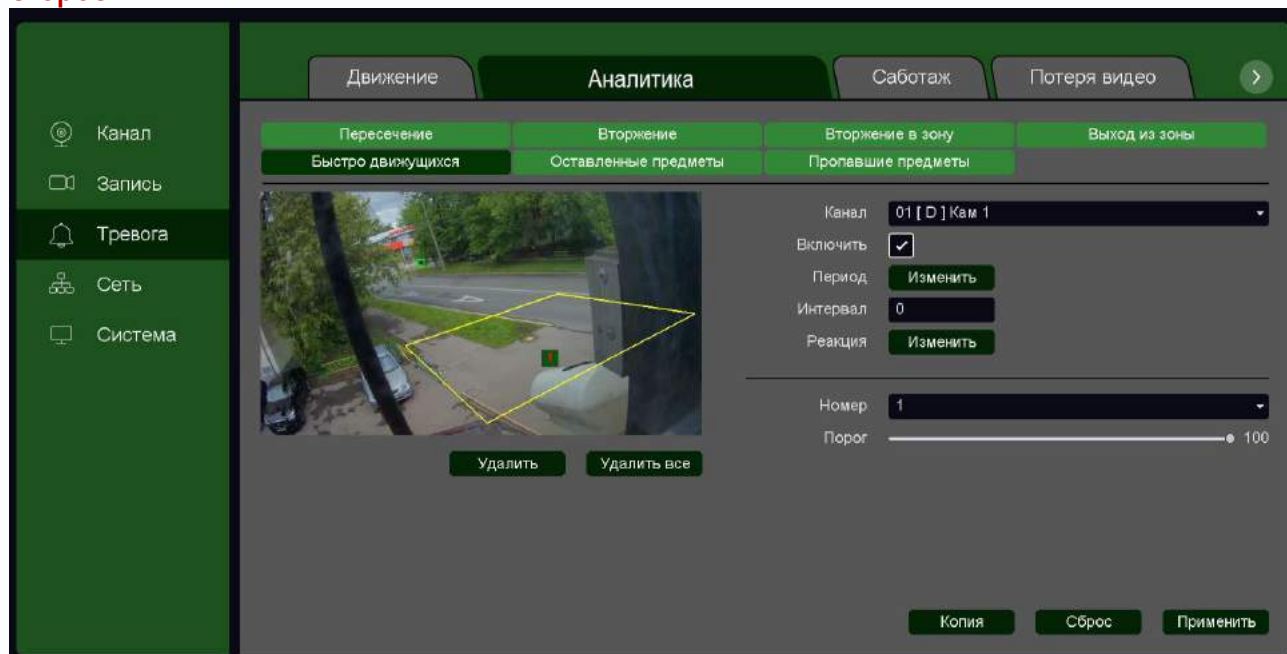 Движение
Аналитика
Саботаж
Потеря видео
Канал
Запись
Тревога
Сеть
Система
Пересечение
Вторжение
Вторжение в зону
Выход из зоны
Быстро движущихся
Оставленные предметы
Пропавшие предметы
1
Удалить
Удалить все
Канал 01 [ D ] Кам 1
Включить
Период Изменить
Интервал 0
Реакция Изменить
Номер 1
Порог 100
Копия
Сброс
Применить